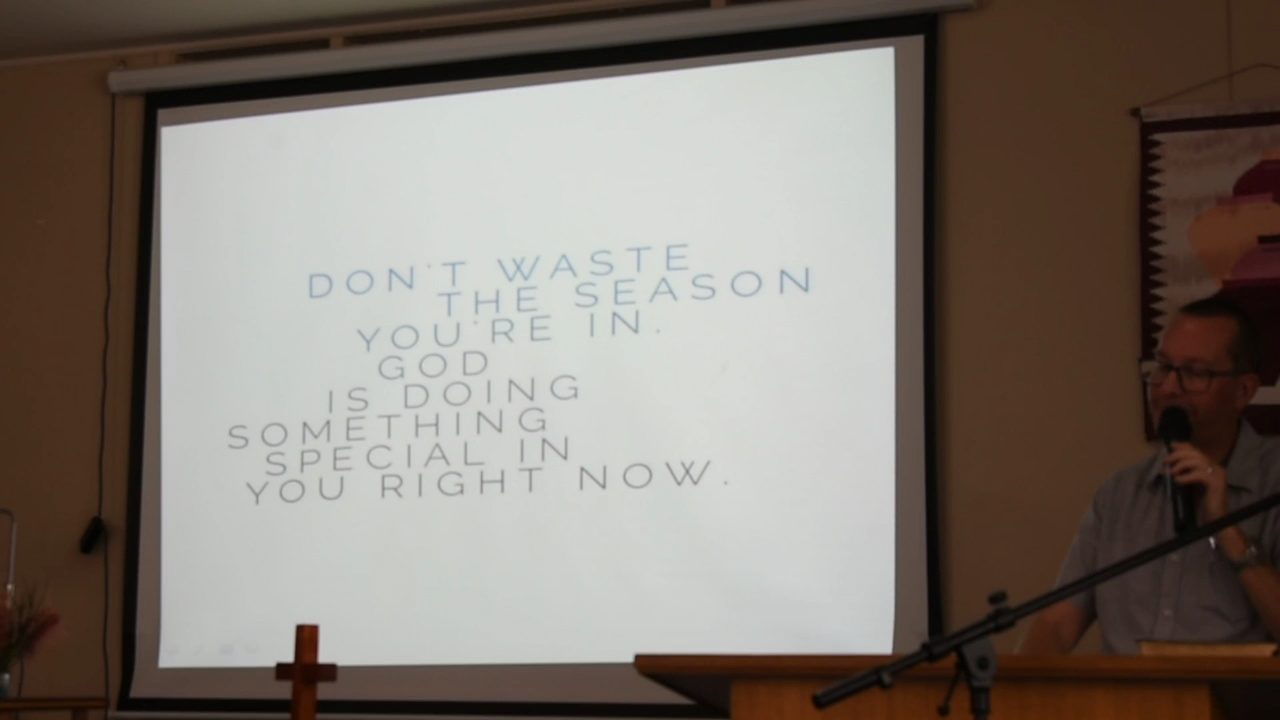 DON'T WASTE
THE SEASON
YOU'RE IN.
GOD
IS DOING
SOMETHING
SPECIAL IN
YOU RIGHT NOW.